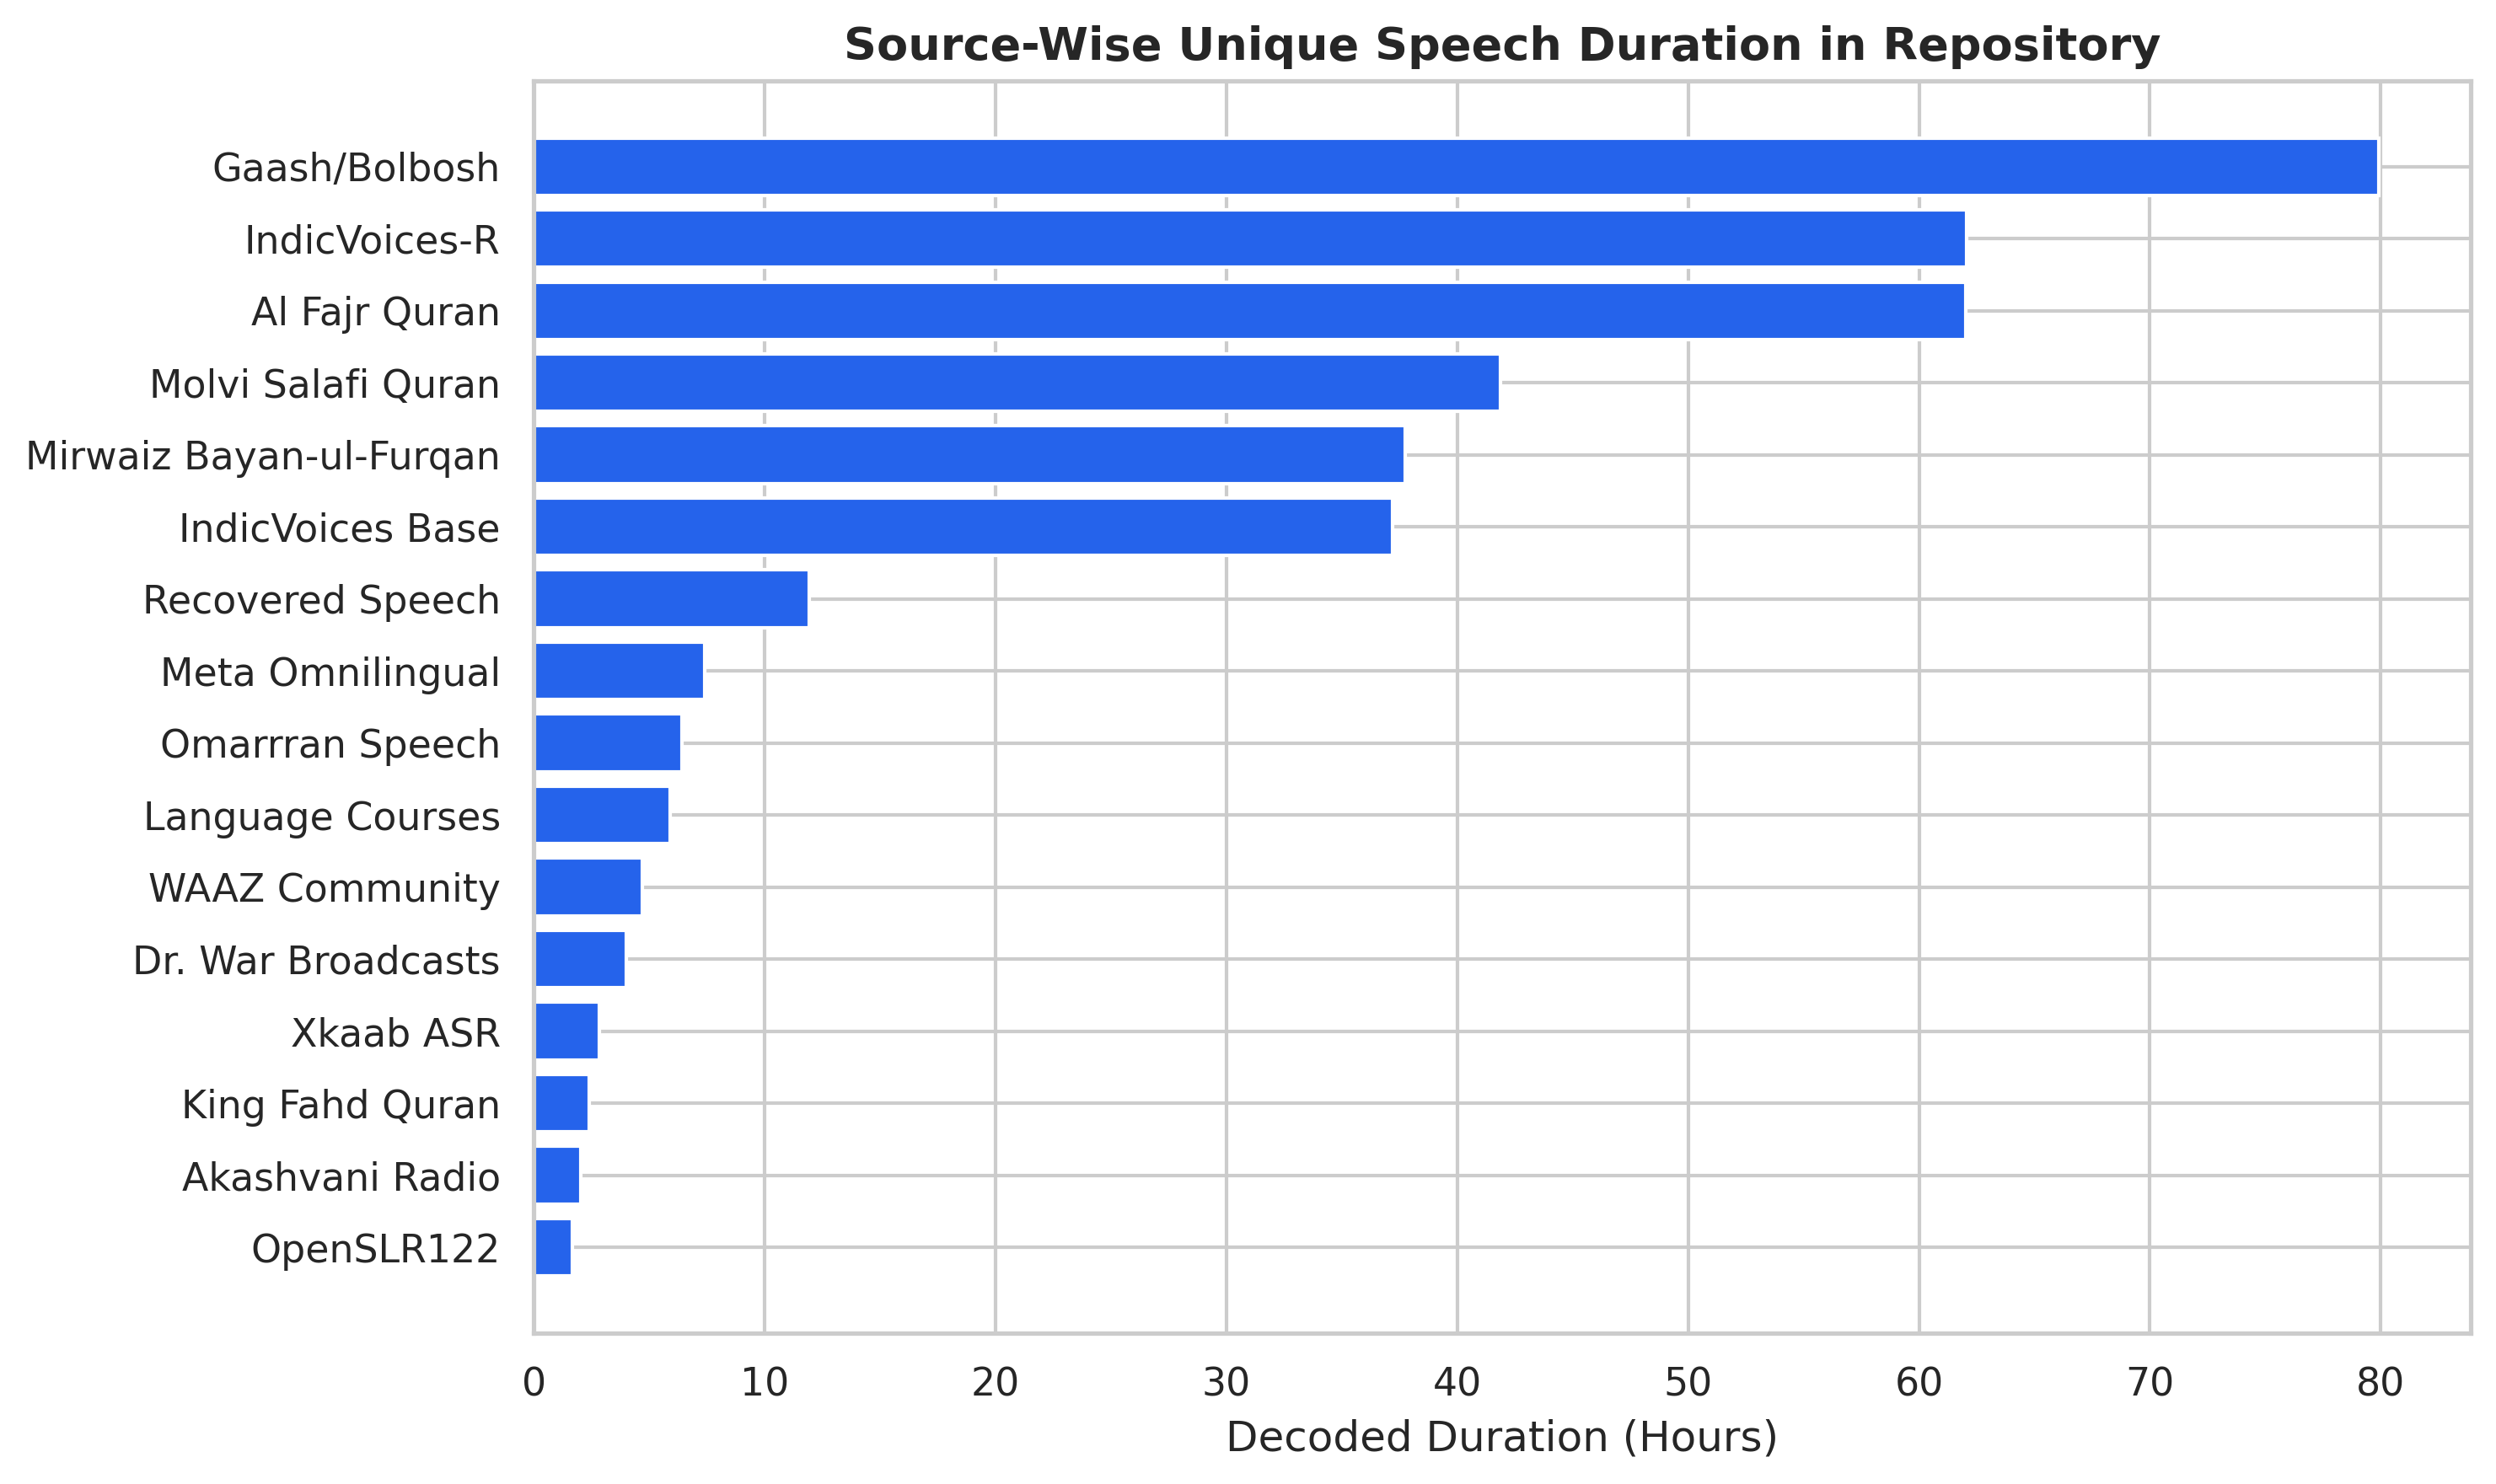 Source-Wise Unique Speech Duration in Repository
Gaash/Bolbosh
IndicVoices-R
Al Fajr Quran
Molvi Salafi Quran
Mirwaiz Bayan-ul-Furqan
IndicVoices Base
Recovered Speech
Meta Omnilingual
Omarrran Speech
Language Courses
WAAZ Community
Dr. War Broadcasts
Xkaab ASR
King Fahd Quran
Akashvani Radio
OpenSLR122
0 10 20 30 40 50 60 70 80
Decoded Duration (Hours)